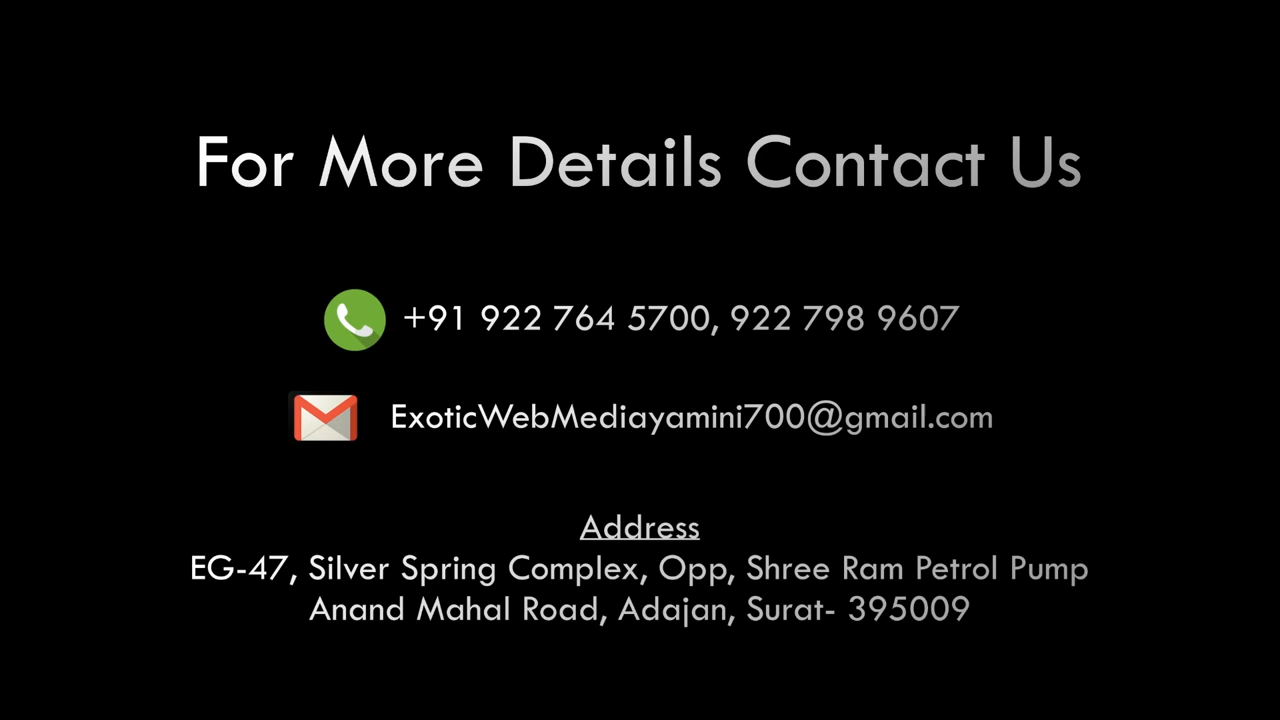 For More Details Contact Us
+91 922 764 5700, 922 798 9607
ExoticWebMediayamini700@gmail.com
Address
EG-47, Silver Spring Complex, Opp, Shree Ram Petrol Pump
Anand Mahal Road, Adajan, Surat- 395009